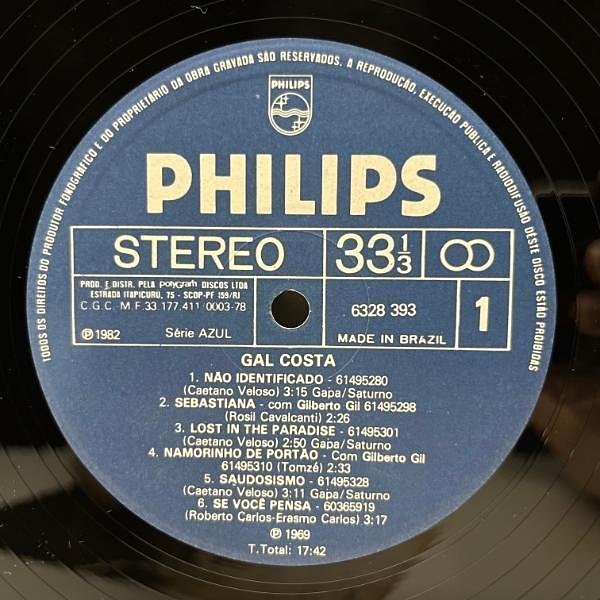 TODOS OS DIREITOS DO PRODUTOR FONOGRÁFICO E DO PROPRIETÁRIO DA OBRA GRAVADA SÃO RESERVADOS. A REPRODUÇÃO, EXECUÇÃO PÚBLICA E RADIODIFUSÃO DÊSTE DISCO ESTÃO PROIBIDAS
PHILIPS
PHILIPS
STEREO
33 1/3
PROD. E DISTR. PELA polygram DISCOS LTDA
ESTRADA ITAPICURU, 75 - SCDP-PF 159/RJ
C.G.C. M.F. 33 177.411 0003-78
℗ 1982 Série AZUL
6328 393
MADE IN BRAZIL
1
GAL COSTA
1. NÃO IDENTIFICADO - 61495280
(Caetano Veloso) 3:15 Gapa/Saturno
2. SEBASTIANA - com Gilberto Gil 61495298
(Rosil Cavalcanti) 2:26
3. LOST IN THE PARADISE - 61495301
(Caetano Veloso) 2:50 Gapa/Saturno
4. NAMORINHO DE PORTÃO - Com Gilberto Gil
61495310 (Tomzé) 2:33
5. SAUDOSISMO - 61495328
(Caetano Veloso) 3:11 Gapa/Saturno
6. SE VOCÊ PENSA - 60365919
(Roberto Carlos-Erasmo Carlos) 3:17
℗ 1969
T.Total: 17:42